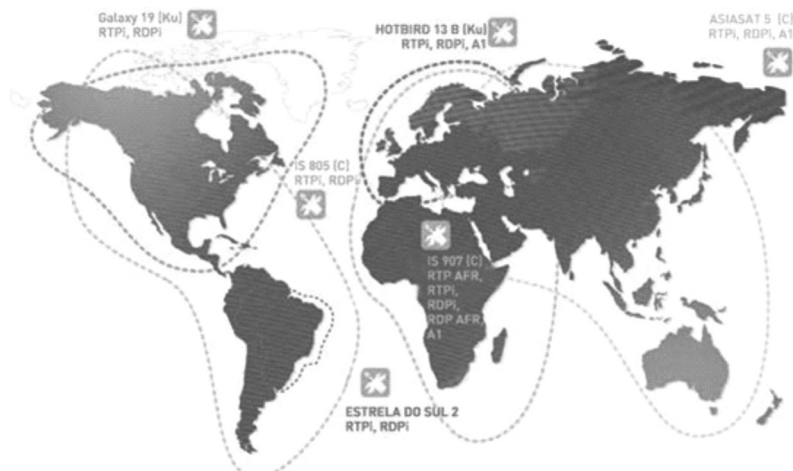 Galaxy 19 (Ku)
RTPi, RDPi
HOTBIRD 13 B (Ku)
RTPi, RDPi, A1
ASIASAT 5 (C)
RTPi, RDPi, A1
IS 805 (C)
RTPi, RDPi
IS 907 (C)
RTP AFR,
RTPi,
RDPi,
RDP AFR,
A1
ESTRELA DO SUL 2
RTPi, RDPi